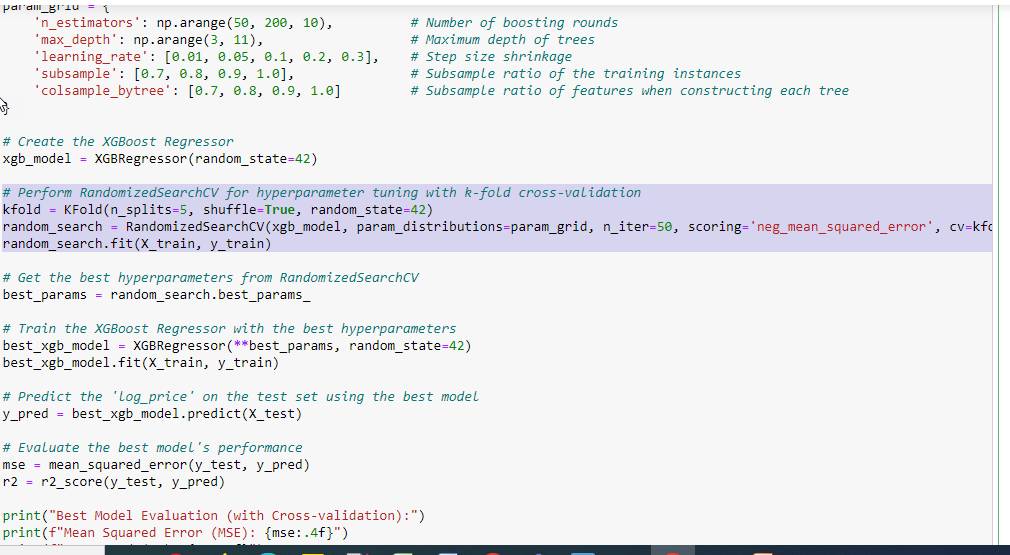 param_grid = {
    'n_estimators': np.arange(50, 200, 10),          # Number of boosting rounds
    'max_depth': np.arange(3, 11),                   # Maximum depth of trees
    'learning_rate': [0.01, 0.05, 0.1, 0.2, 0.3],    # Step size shrinkage
    'subsample': [0.7, 0.8, 0.9, 1.0],               # Subsample ratio of the training instances
    'colsample_bytree': [0.7, 0.8, 0.9, 1.0]         # Subsample ratio of features when constructing each tree
}
# Create the XGBoost Regressor
xgb_model = XGBRegressor(random_state=42)
# Perform RandomizedSearchCV for hyperparameter tuning with k-fold cross-validation
kfold = KFold(n_splits=5, shuffle=True, random_state=42)
random_search = RandomizedSearchCV(xgb_model, param_distributions=param_grid, n_iter=50, scoring='neg_mean_squared_error', cv=kfo
random_search.fit(X_train, y_train)
# Get the best hyperparameters from RandomizedSearchCV
best_params = random_search.best_params_
# Train the XGBoost Regressor with the best hyperparameters
best_xgb_model = XGBRegressor(**best_params, random_state=42)
best_xgb_model.fit(X_train, y_train)
# Predict the 'log_price' on the test set using the best model
y_pred = best_xgb_model.predict(X_test)
# Evaluate the best model's performance
mse = mean_squared_error(y_test, y_pred)
r2 = r2_score(y_test, y_pred)
print("Best Model Evaluation (with Cross-validation):")
print(f"Mean Squared Error (MSE): {mse:.4f}")